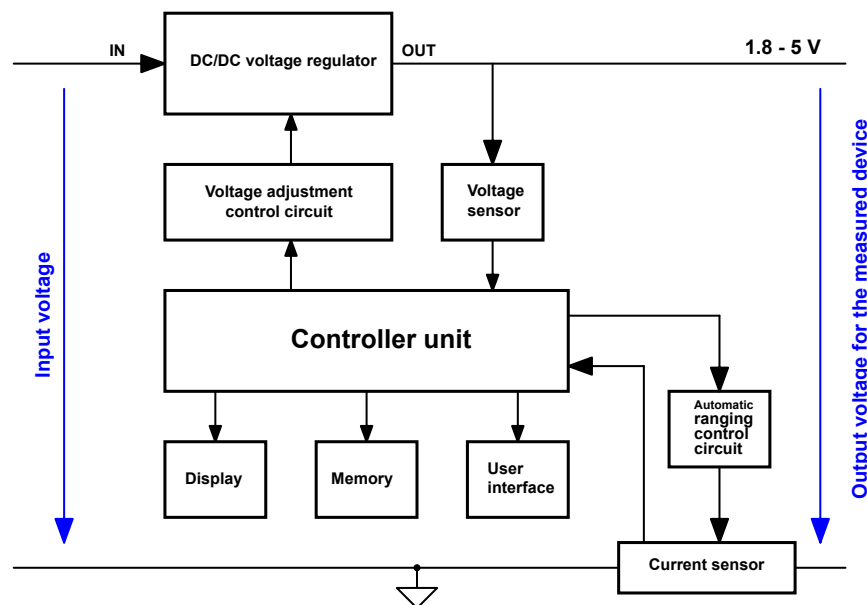 IN
DC/DC voltage regulator
OUT
1.8 - 5 V
Voltage adjustment
control circuit
Voltage
sensor
Input voltage
Controller unit
Output voltage for the measured device
Automatic
ranging
control
circuit
Display
Memory
User
interface
Current sensor